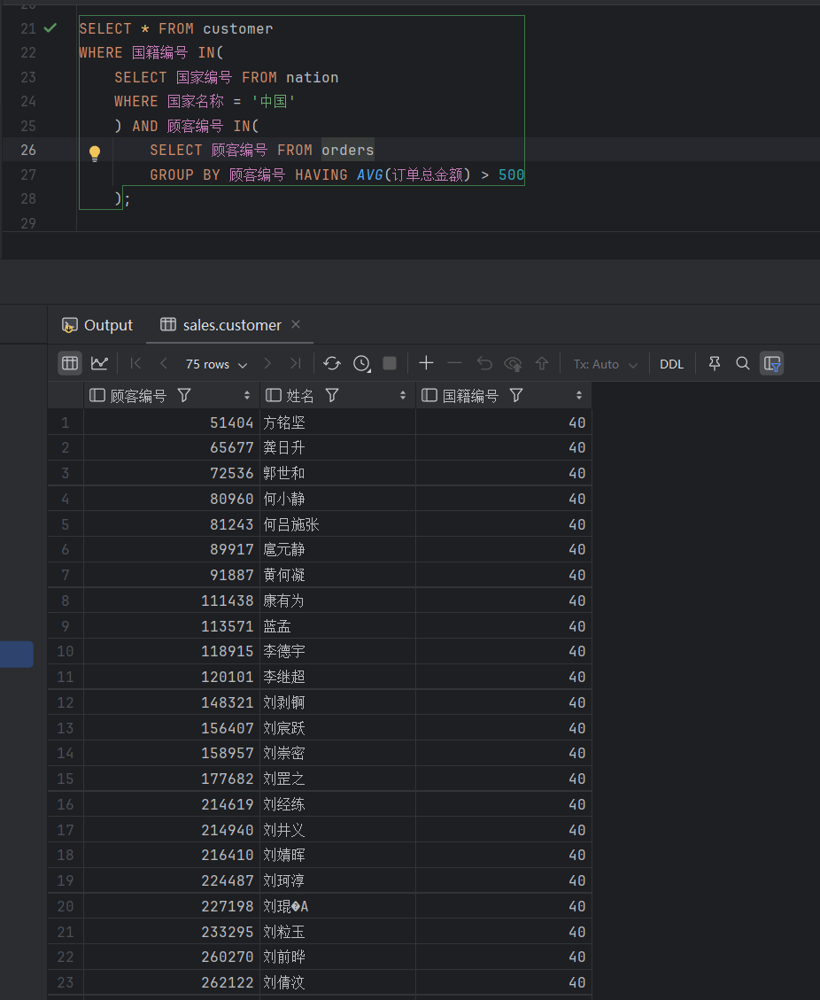 21 SELECT * FROM customer
22 WHERE 国籍编号 IN(
23 SELECT 国家编号 FROM nation
24 WHERE 国家名称 = '中国'
25 ) AND 顾客编号 IN(
26 SELECT 顾客编号 FROM orders
27 GROUP BY 顾客编号 HAVING AVG(订单总金额) > 500
28 );
29
Output sales.customer
75 rows Tx: Auto DDL
顾客编号 姓名 国籍编号
1 51404 方铭坚 40
2 65677 龚日升 40
3 72536 郭世和 40
4 80960 何小静 40
5 81243 何吕施张 40
6 89917 扈元静 40
7 91887 黄何凝 40
8 111438 康有为 40
9 113571 蓝孟 40
10 118915 李德宇 40
11 120101 李继超 40
12 148321 刘剥锕 40
13 156407 刘宸跃 40
14 158957 刘崇密 40
15 177682 刘罡之 40
16 214619 刘经练 40
17 214940 刘井义 40
18 216410 刘婧晖 40
19 224487 刘珂淳 40
20 227198 刘琨�A 40
21 233295 刘粒玉 40
22 260270 刘前晔 40
23 262122 刘倩汶 40